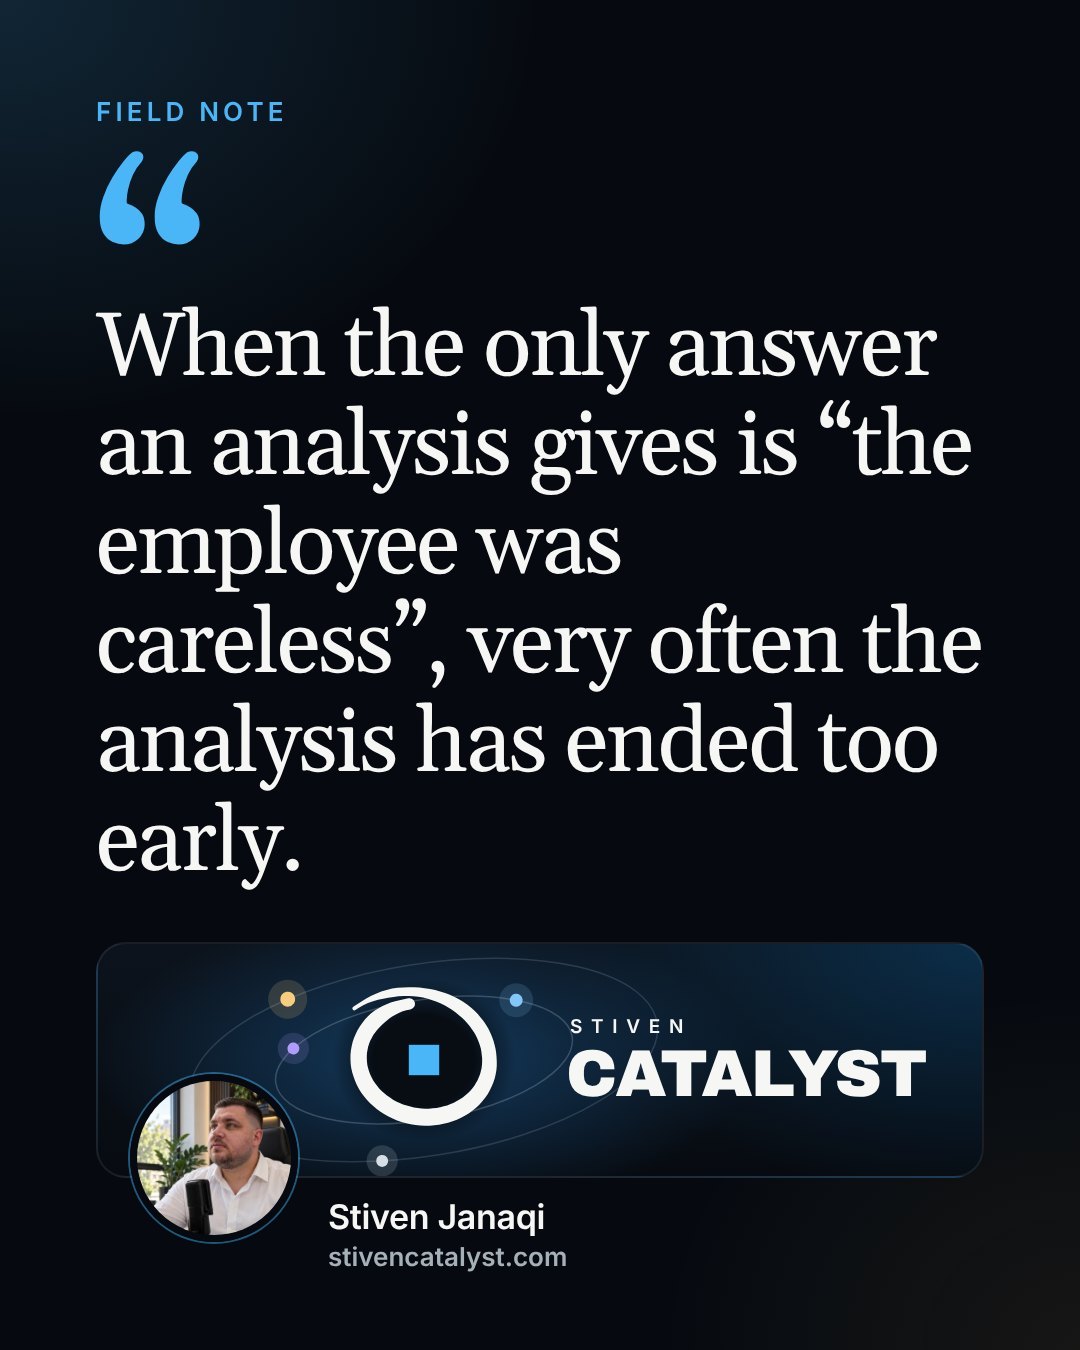 FIELD NOTE
“
When the only answer
an analysis gives is “the
employee was
careless”, very often the
analysis has ended too
early.
STIVEN
CATALYST
Stiven Janaqi
stivencatalyst.com